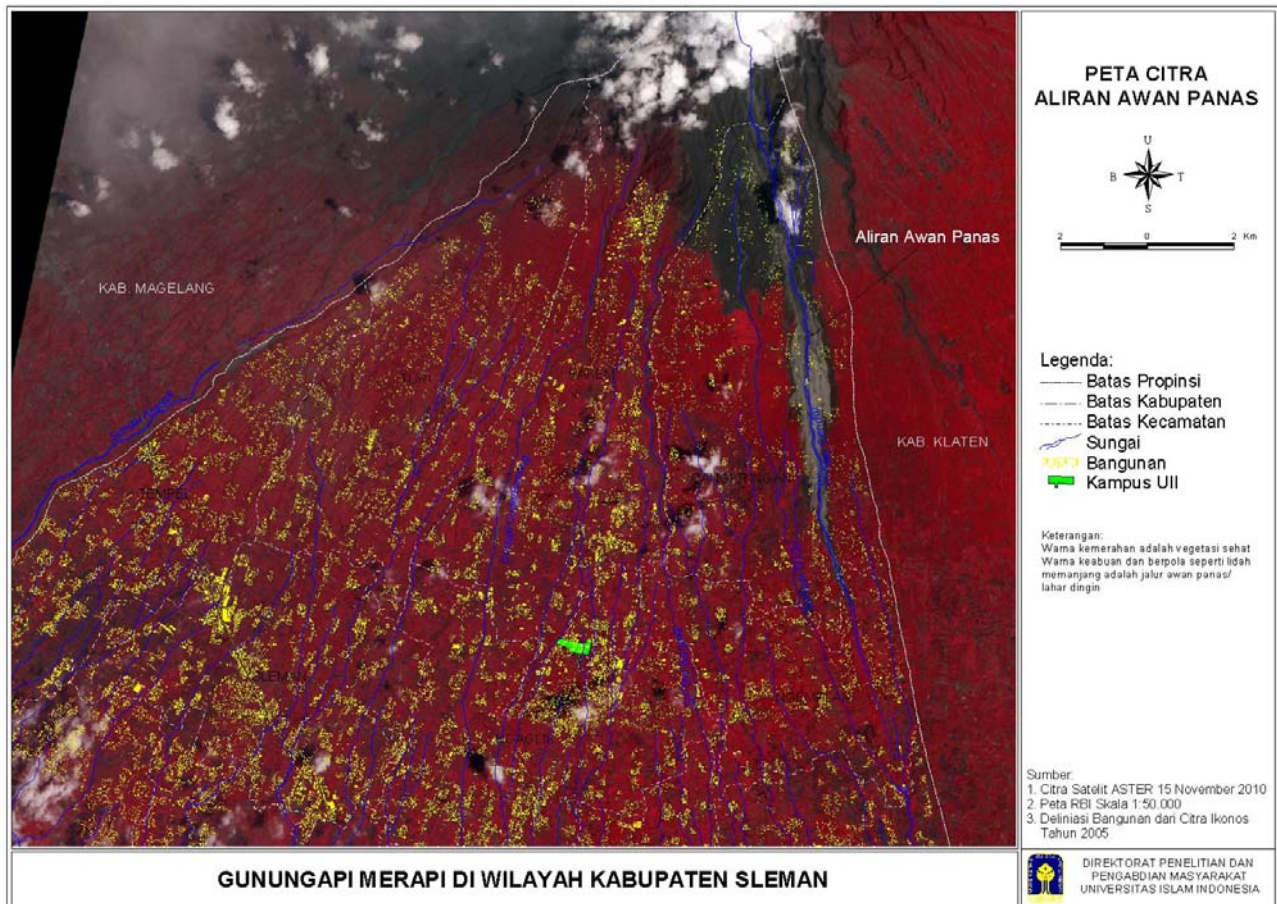 PETA CITRA
ALIRAN AWAN PANAS
U
B
T
S
2
0
2 Km
Aliran Awan Panas
KAB. MAGELANG
KAB. KLATEN
TEMPEL
Legenda:
Batas Propinsi
Batas Kabupaten
Batas Kecamatan
Sungai
Bangunan
Kampus UII
Keterangan:
Warna kemerahan adalah vegetasi sehat
Warna keabuan dan berpola seperti lidah
memanjang adalah jalur awan panas/
lahar dingin
Sumber:
1. Citra Satelit ASTER 15 November 2010
2. Peta RBI Skala 1:50.000
3. Deliniasi Bangunan dari Citra Ikonos
Tahun 2005
GUNUNGAPI MERAPI DI WILAYAH KABUPATEN SLEMAN
DIREKTORAT PENELITIAN DAN
PENGABDIAN MASYARAKAT
UNIVERSITAS ISLAM INDONESIA